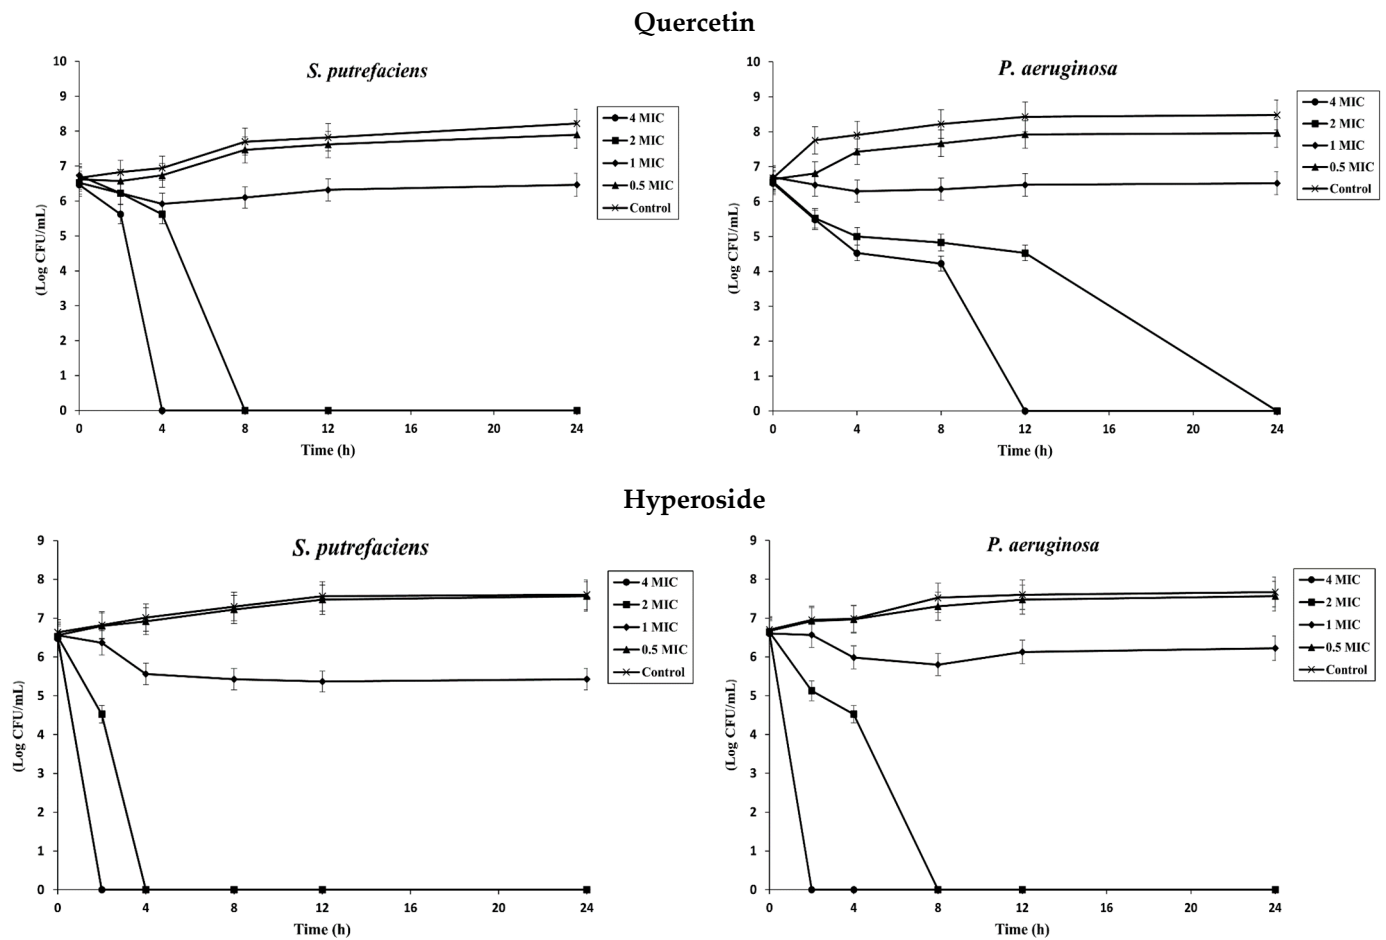 Quercetin
S. putrefaciens
10
9
8
7
6
5
4
3
2
1
0
(Log CFU/mL)
0 4 8 12 16 20 24
Time (h)
4 MIC
2 MIC
1 MIC
0.5 MIC
Control
P. aeruginosa
10
9
8
7
6
5
4
3
2
1
0
(Log CFU/mL)
0 4 8 12 16 20 24
Time (h)
4 MIC
2 MIC
1 MIC
0.5 MIC
Control
Hyperoside
S. putrefaciens
9
8
7
6
5
4
3
2
1
0
(Log CFU/mL)
0 4 8 12 16 20 24
Time (h)
4 MIC
2 MIC
1 MIC
0.5 MIC
Control
P. aeruginosa
9
8
7
6
5
4
3
2
1
0
(Log CFU/mL)
0 4 8 12 16 20 24
Time (h)
4 MIC
2 MIC
1 MIC
0.5 MIC
Control